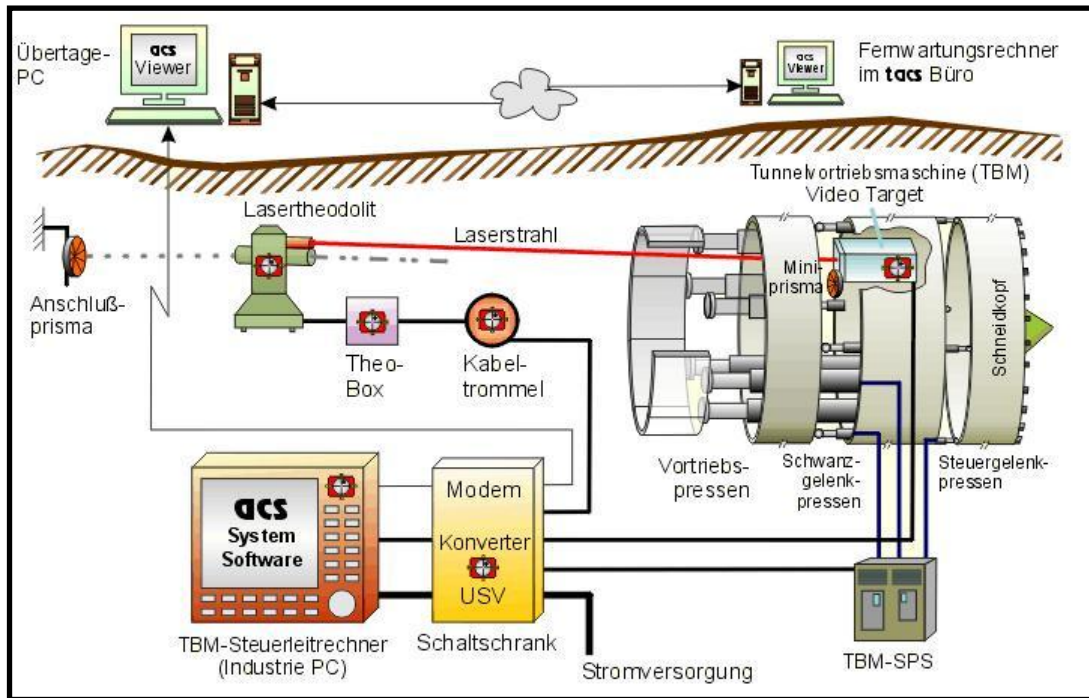 Übertage-
PC
acs
Viewer
acs
Viewer
Fernwartungsrechner
im tacs Büro
Tunnelvortriebsmaschine (TBM)
Video Target
Lasertheodolit
Laserstrahl
Mini-
prisma
Schneidkopf
Anschlußprisma
Theo-
Box
Kabel-
trommel
Vortriebs-
pressen
Schwanz-
gelenk-
pressen
Steuergelenk-
pressen
acs
System
Software
Modem
Konverter
USV
TBM-Steuerleitrechner
(Industrie PC)
Schaltschrank
Stromversorgung
TBM-SPS